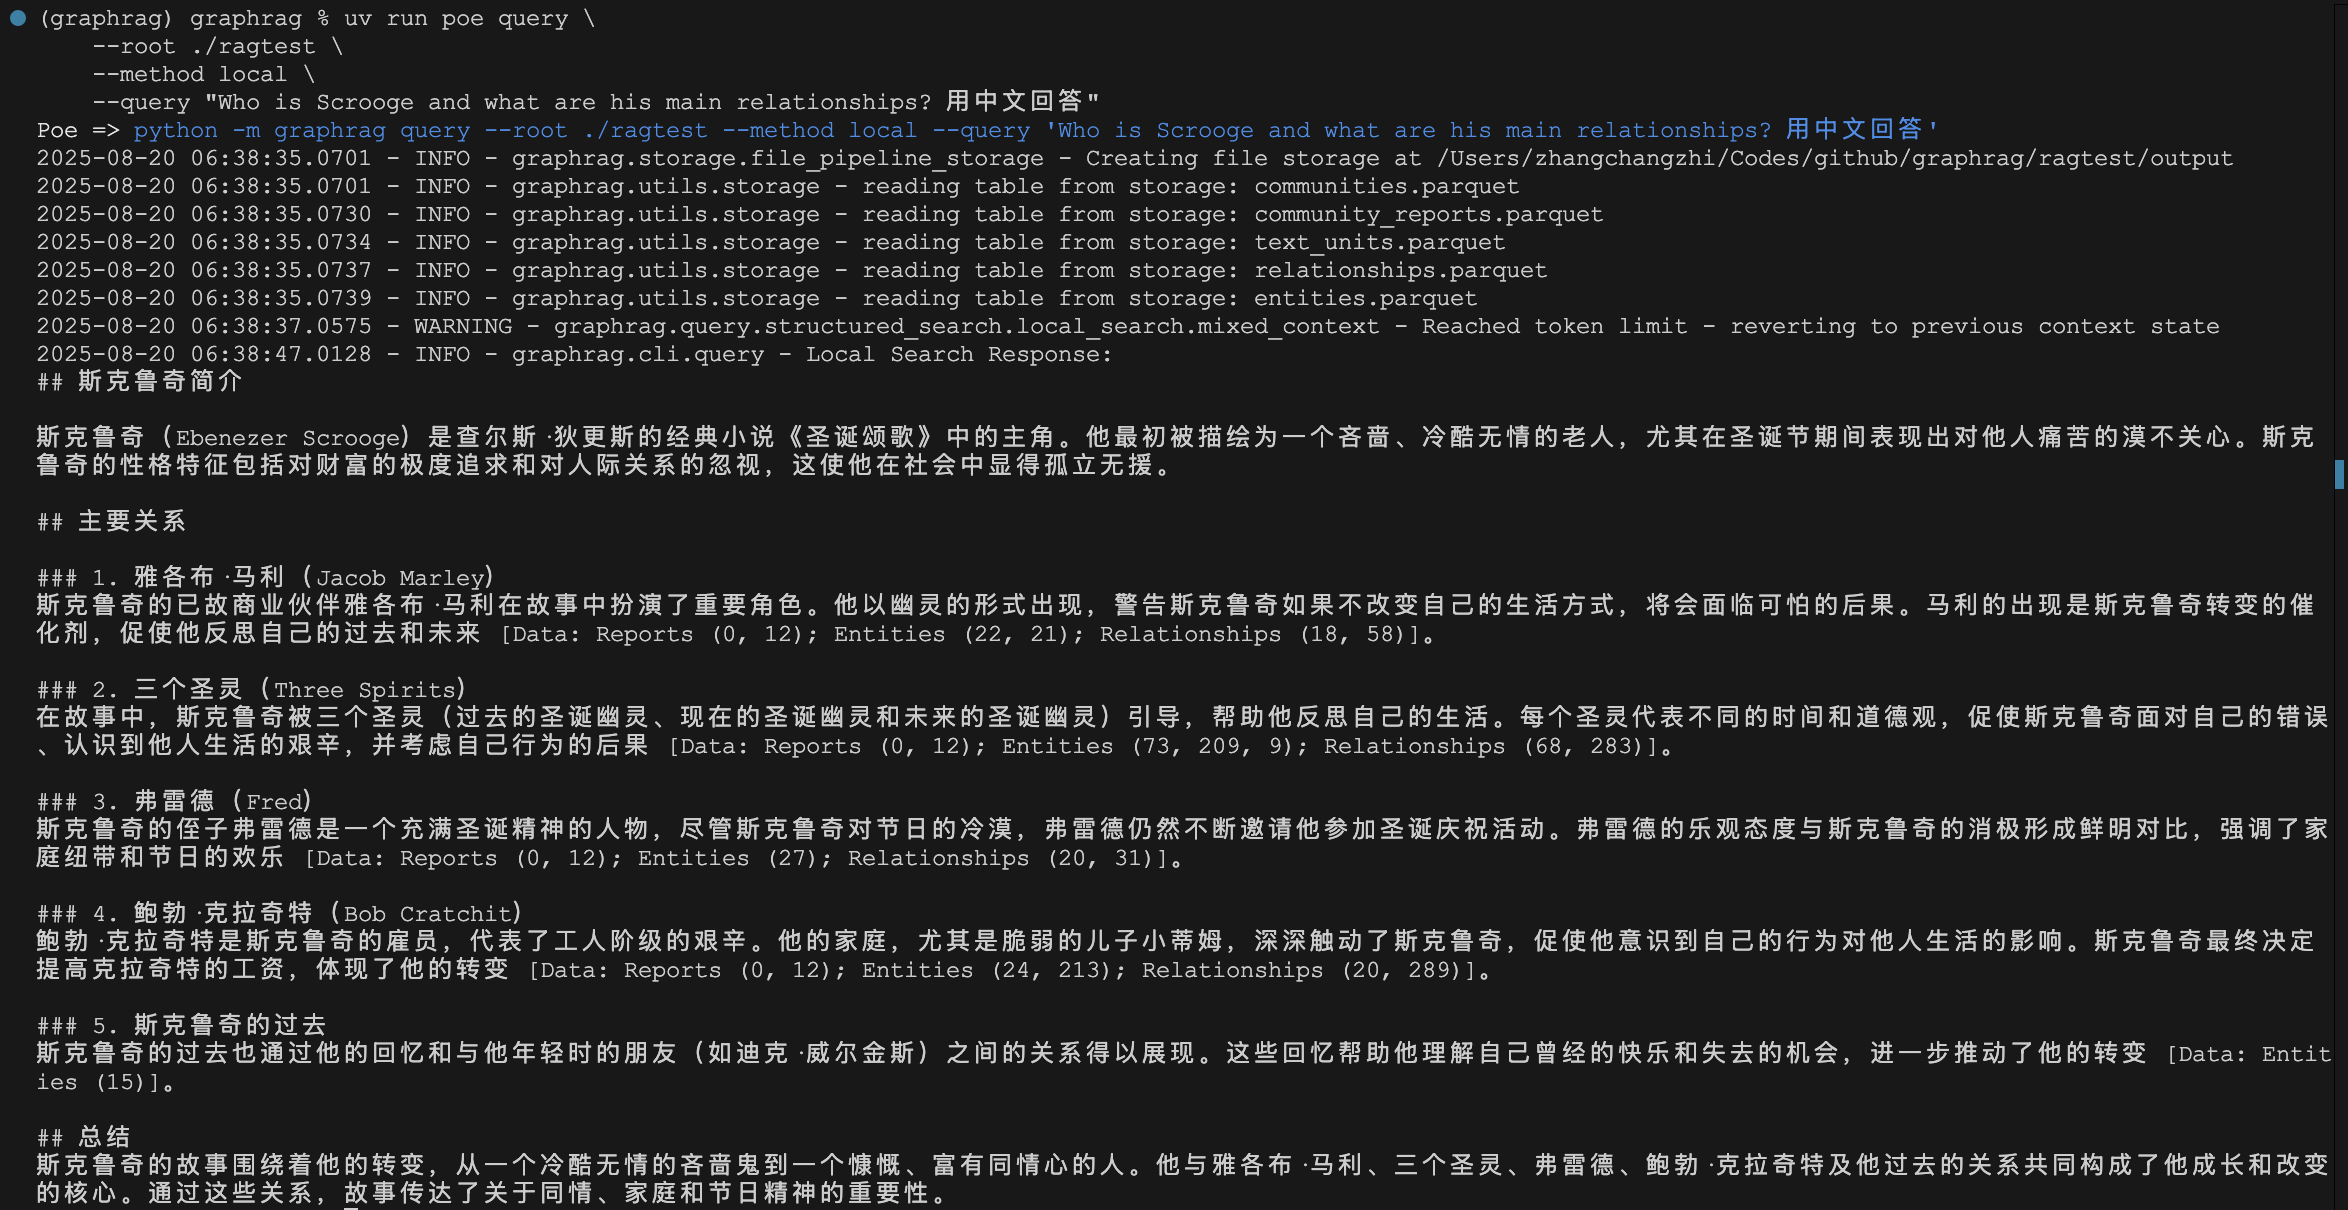 (graphrag) graphrag % uv run poe query \
--root ./ragtest \
--method local \
--query "Who is Scrooge and what are his main relationships? 用中文回答"
Poe => python -m graphrag query --root ./ragtest --method local --query 'Who is Scrooge and what are his main relationships? 用中文回答'
2025-08-20 06:38:35.0701 - INFO - graphrag.storage.file_pipeline_storage - Creating file storage at /Users/zhangchangzhi/Codes/github/graphrag/ragtest/output
2025-08-20 06:38:35.0701 - INFO - graphrag.utils.storage - reading table from storage: communities.parquet
2025-08-20 06:38:35.0730 - INFO - graphrag.utils.storage - reading table from storage: community_reports.parquet
2025-08-20 06:38:35.0734 - INFO - graphrag.utils.storage - reading table from storage: text_units.parquet
2025-08-20 06:38:35.0737 - INFO - graphrag.utils.storage - reading table from storage: relationships.parquet
2025-08-20 06:38:35.0739 - INFO - graphrag.utils.storage - reading table from storage: entities.parquet
2025-08-20 06:38:37.0575 - WARNING - graphrag.query.structured_search.local_search.mixed_context - Reached token limit - reverting to previous context state
2025-08-20 06:38:47.0128 - INFO - graphrag.cli.query - Local Search Response:
## 斯克鲁奇简介
斯克鲁奇（Ebenezer Scrooge）是查尔斯·狄更斯的经典小说《圣诞颂歌》中的主角。他最初被描绘为一个吝啬、冷酷无情的老人，尤其在圣诞节期间表现出对他人痛苦的漠不关心。斯克
鲁奇的性格特征包括对财富的极度追求和对人际关系的忽视，这使他在社会中显得孤立无援。
## 主要关系
### 1. 雅各布·马利（Jacob Marley）
斯克鲁奇的已故商业伙伴雅各布·马利在故事中扮演了重要角色。他以幽灵的形式出现，警告斯克鲁奇如果不改变自己的生活方式，将会面临可怕的后果。马利的出现是斯克鲁奇转变的催
化剂，促使他反思自己的过去和未来 [Data: Reports (0, 12); Entities (22, 21); Relationships (18, 58)]。
### 2. 三个圣灵（Three Spirits）
在故事中，斯克鲁奇被三个圣灵（过去的圣诞幽灵、现在的圣诞幽灵和未来的圣诞幽灵）引导，帮助他反思自己的生活。每个圣灵代表不同的时间和道德观，促使斯克鲁奇面对自己的错误
、认识到他人生活的艰辛，并考虑自己行为的后果 [Data: Reports (0, 12); Entities (73, 209, 9); Relationships (68, 283)]。
### 3. 弗雷德（Fred）
斯克鲁奇的侄子弗雷德是一个充满圣诞精神的人物，尽管斯克鲁奇对节日的冷漠，弗雷德仍然不断邀请他参加圣诞庆祝活动。弗雷德的乐观态度与斯克鲁奇的消极形成鲜明对比，强调了家
庭纽带和节日的欢乐 [Data: Reports (0, 12); Entities (27); Relationships (20, 31)]。
### 4. 鲍勃·克拉奇特（Bob Cratchit）
鲍勃·克拉奇特是斯克鲁奇的雇员，代表了工人阶级的艰辛。他的家庭，尤其是脆弱的儿子小蒂姆，深深触动了斯克鲁奇，促使他意识到自己的行为对他人生活的影响。斯克鲁奇最终决定
提高克拉奇特的工资，体现了他的转变 [Data: Reports (0, 12); Entities (24, 213); Relationships (20, 289)]。
### 5. 斯克鲁奇的过去
斯克鲁奇的过去也通过他的回忆和与他年轻时的朋友（如迪克·威尔金斯）之间的关系得以展现。这些回忆帮助他理解自己曾经的快乐和失去的机会，进一步推动了他的转变 [Data: Entit
ies (15)]。
## 总结
斯克鲁奇的故事围绕着他的转变，从一个冷酷无情的吝啬鬼到一个慷慨、富有同情心的人。他与雅各布·马利、三个圣灵、弗雷德、鲍勃·克拉奇特及他过去的关系共同构成了他成长和改变
的核心。通过这些关系，故事传达了关于同情、家庭和节日精神的重要性。